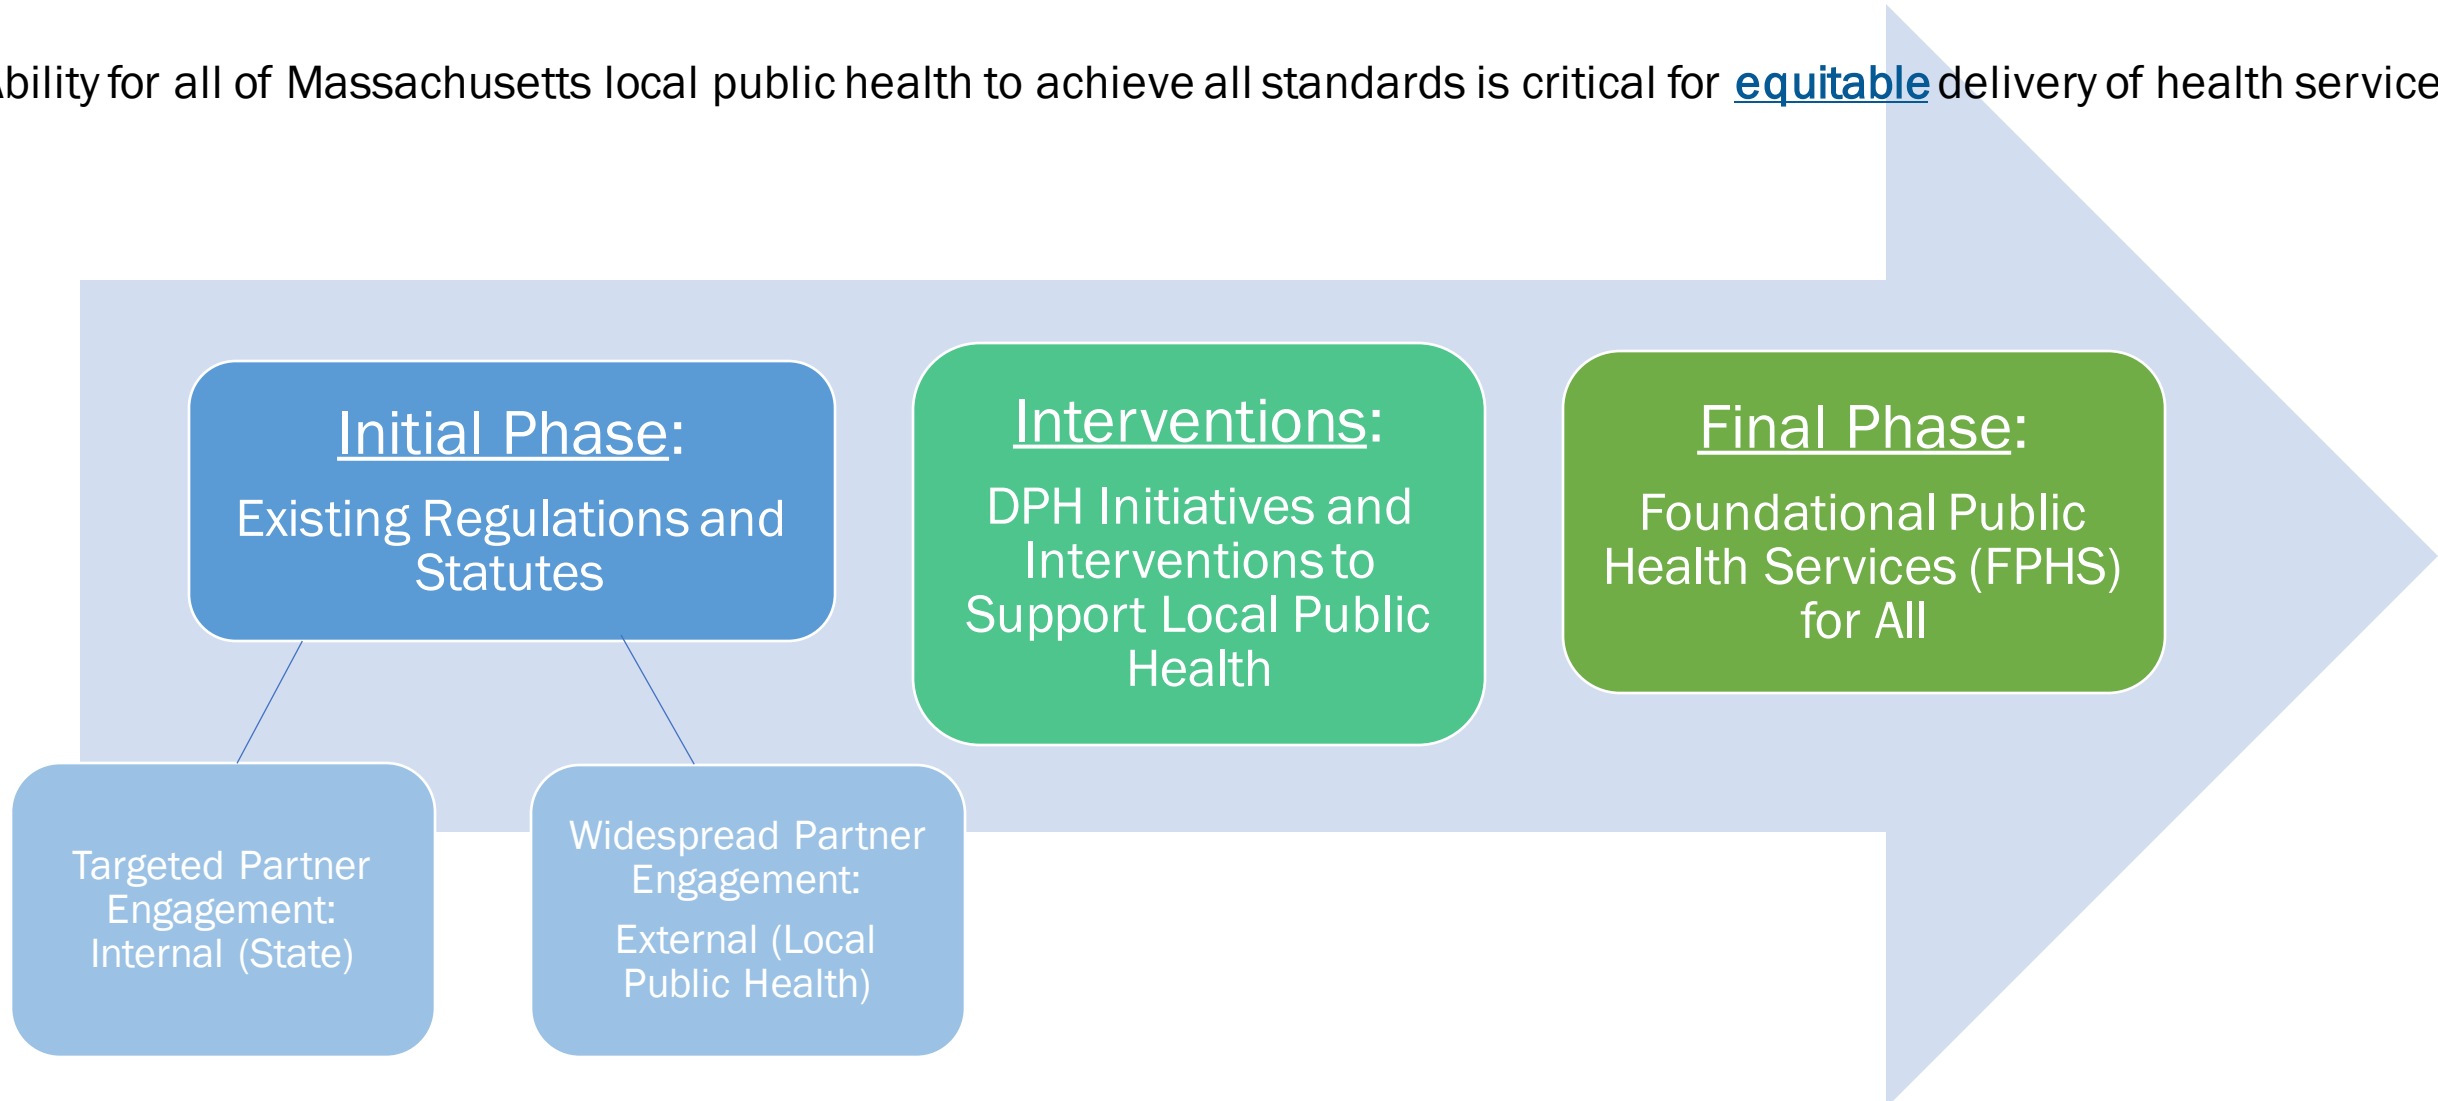 Ability for all of Massachusetts local public health to achieve all standards is critical for equitable delivery of health service
Initial Phase:
Existing Regulations and
Statutes
Interventions:
DPH Initiatives and
Interventions to
Support Local Public
Health
Final Phase:
Foundational Public
Health Services (FPHS)
for All
Targeted Partner
Engagement:
Internal (State)
Widespread Partner
Engagement:
External (Local
Public Health)